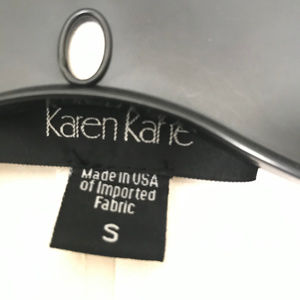 Karen Kane
Made in USA
of Imported
Fabric
S